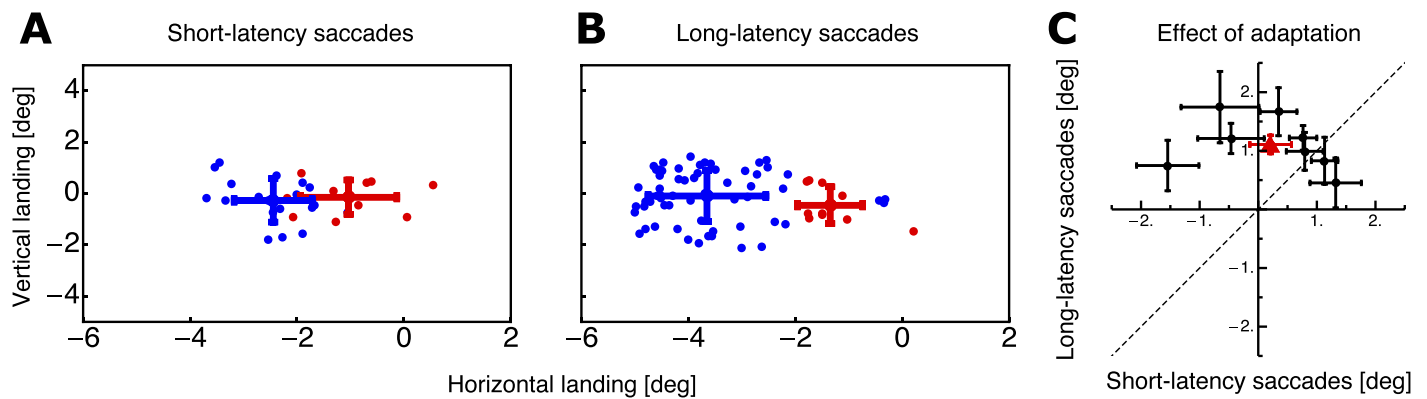 A
Short-latency saccades
Vertical landing [deg]
4
2
0
−2
−4
−6
−4
−2
0
2
B
Long-latency saccades
−6
−4
−2
0
2
Horizontal landing [deg]
C
Effect of adaptation
Long-latency saccades [deg]
2.
1.
−1.
−2.
−2.
−1.
1.
2.
Short-latency saccades [deg]